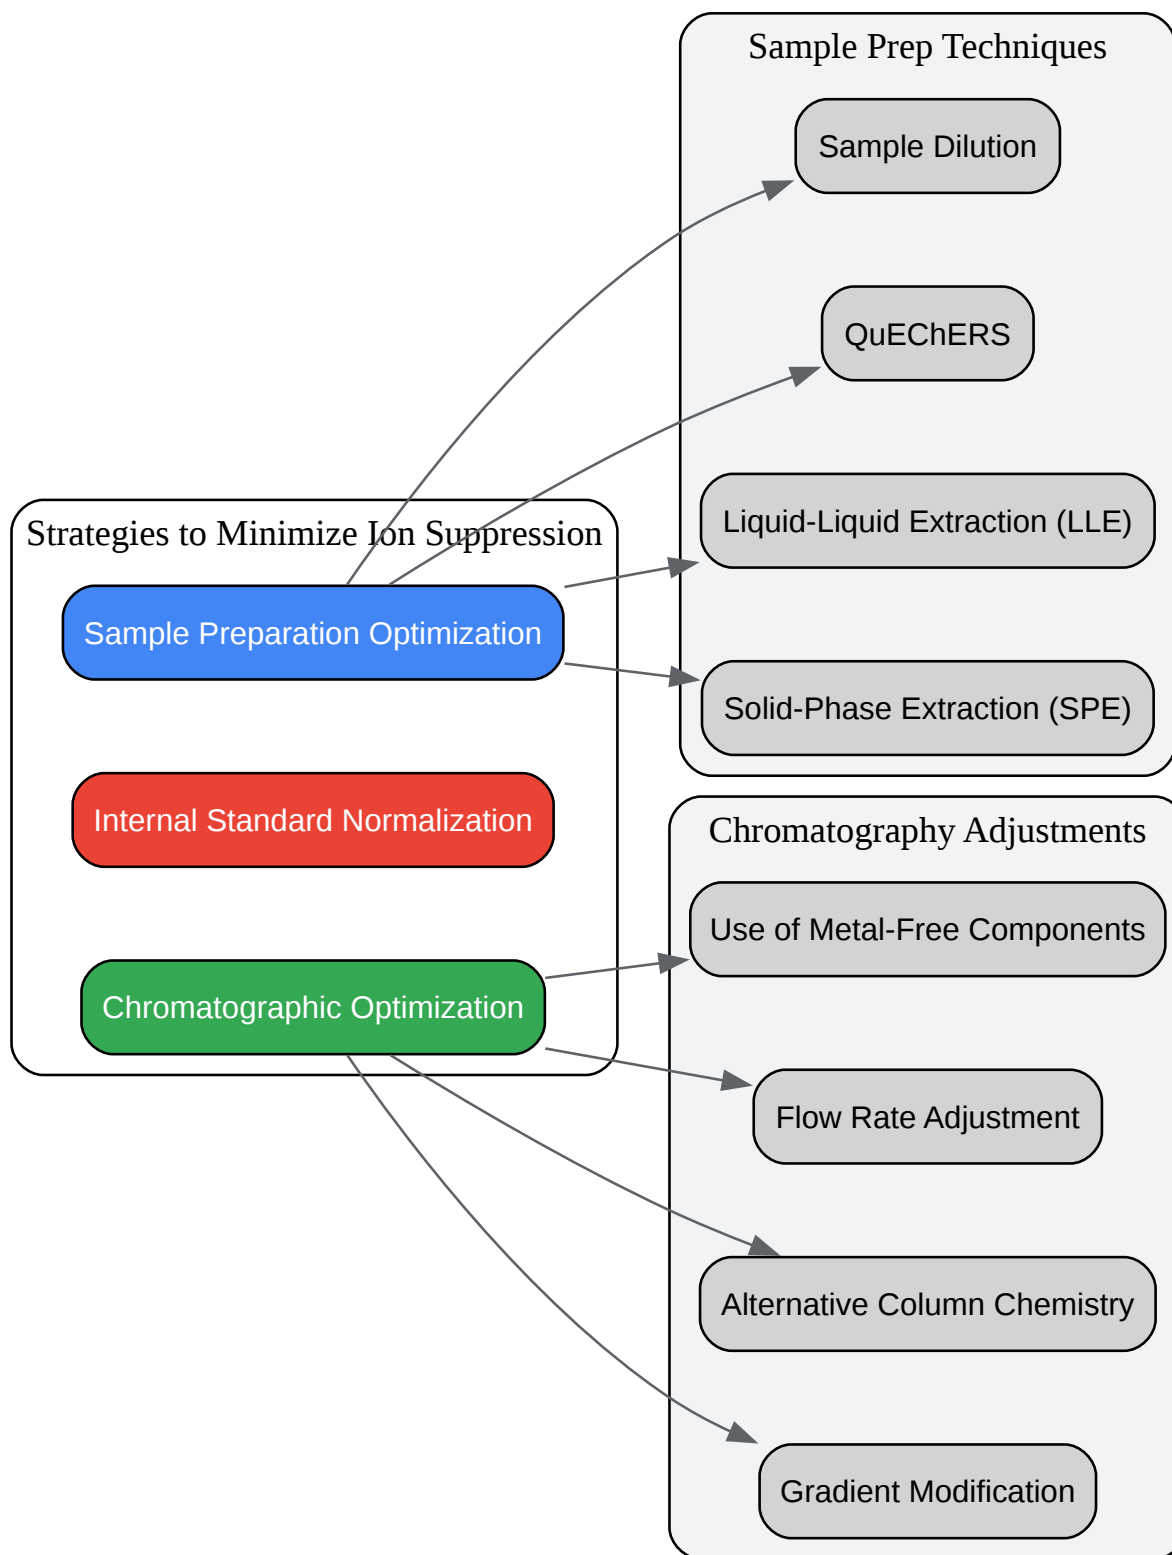 Sample Prep Techniques
Sample Dilution
QuEChERS
Liquid-Liquid Extraction (LLE)
Solid-Phase Extraction (SPE)
Strategies to Minimize Ion Suppression
Sample Preparation Optimization
Internal Standard Normalization
Chromatographic Optimization
Chromatography Adjustments
Use of Metal-Free Components
Flow Rate Adjustment
Alternative Column Chemistry
Gradient Modification